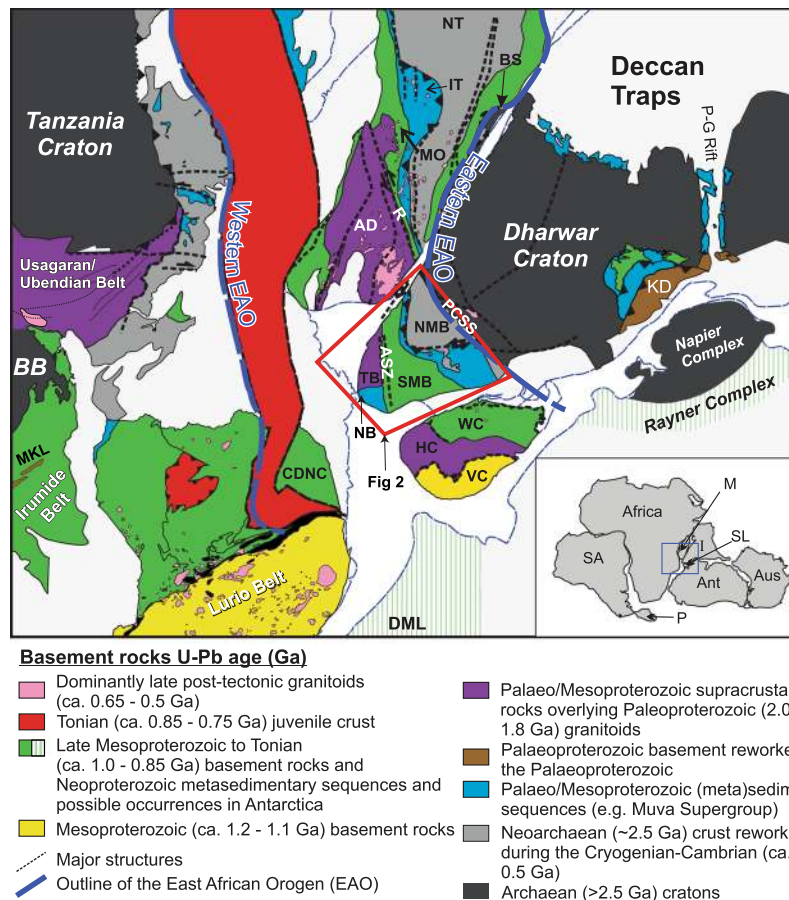 NT
BS
IT
Deccan
Traps
Tanzania
Craton
P-G Rift
MO
Eastern EAO
R
Western EAO
AD
Dharwar
Craton
Usagaran/
Ubendian Belt
KD
PCSS
NMB
Napier
Complex
ASZ
BB
TB
SMB
Rayner Complex
NB
WC
HC
MKL
Irumide
Belt
CDNC
VC
Fig 2
M
Africa
SL
I
SA
Ant
Aus
P
Lurio Belt
DML
Basement rocks U-Pb age (Ga)
Dominantly late post-tectonic granitoids
(ca. 0.65 - 0.5 Ga)
Tonian (ca. 0.85 - 0.75 Ga) juvenile crust
Late Mesoproterozoic to Tonian
(ca. 1.0 - 0.85 Ga) basement rocks and
Neoproterozoic metasedimentary sequences and
possible occurrences in Antarctica
Mesoproterozoic (ca. 1.2 - 1.1 Ga) basement rocks
Major structures
Outline of the East African Orogen (EAO)
Palaeo/Mesoproterozoic supracrusta
rocks overlying Paleoproterozoic (2.0
1.8 Ga) granitoids
Palaeoproterozoic basement reworke
the Palaeoproterozoic
Palaeo/Mesoproterozoic (meta)sedim
sequences (e.g. Muva Supergroup)
Neoarchaean (~2.5 Ga) crust rework
during the Cryogenian-Cambrian (ca.
0.5 Ga)
Archaean (>2.5 Ga) cratons